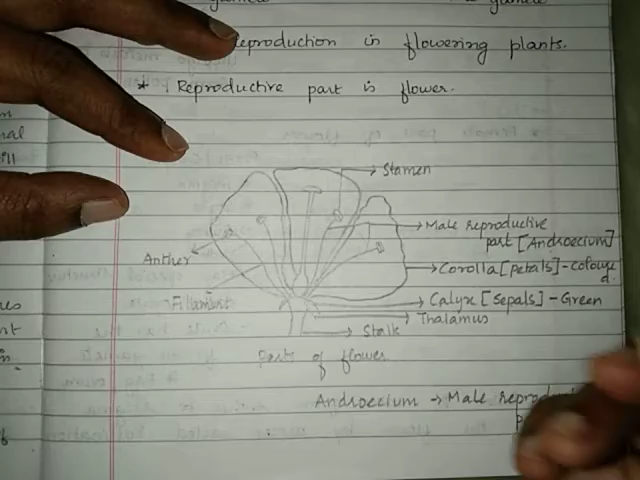 Reproduction in flowering plants.
* Reproductive part is flower.
Stamen
Male reproductive
part [Androecium]
Anther
Corolla [petals] - coloured
Filament
Calyx [Sepals] - Green
Thalamus
Stalk
Parts of flower
Androecium → Male